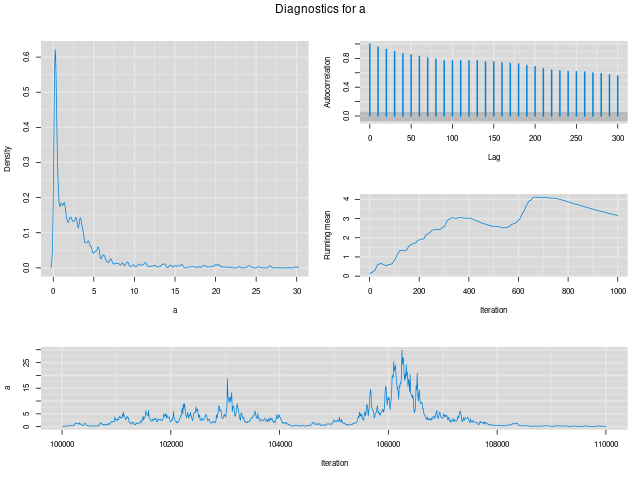 Diagnostics for a
Density
0.0 0.1 0.2 0.3 0.4 0.5 0.6
0 5 10 15 20 25 30
a
Autocorrelation
0.0 0.4 0.8
0 50 100 150 200 250 300
Lag
Running mean
0 1 2 3 4
0 200 400 600 800 1000
Iteration
a
0 5 15 25
100000 102000 104000 106000 108000 110000
Iteration